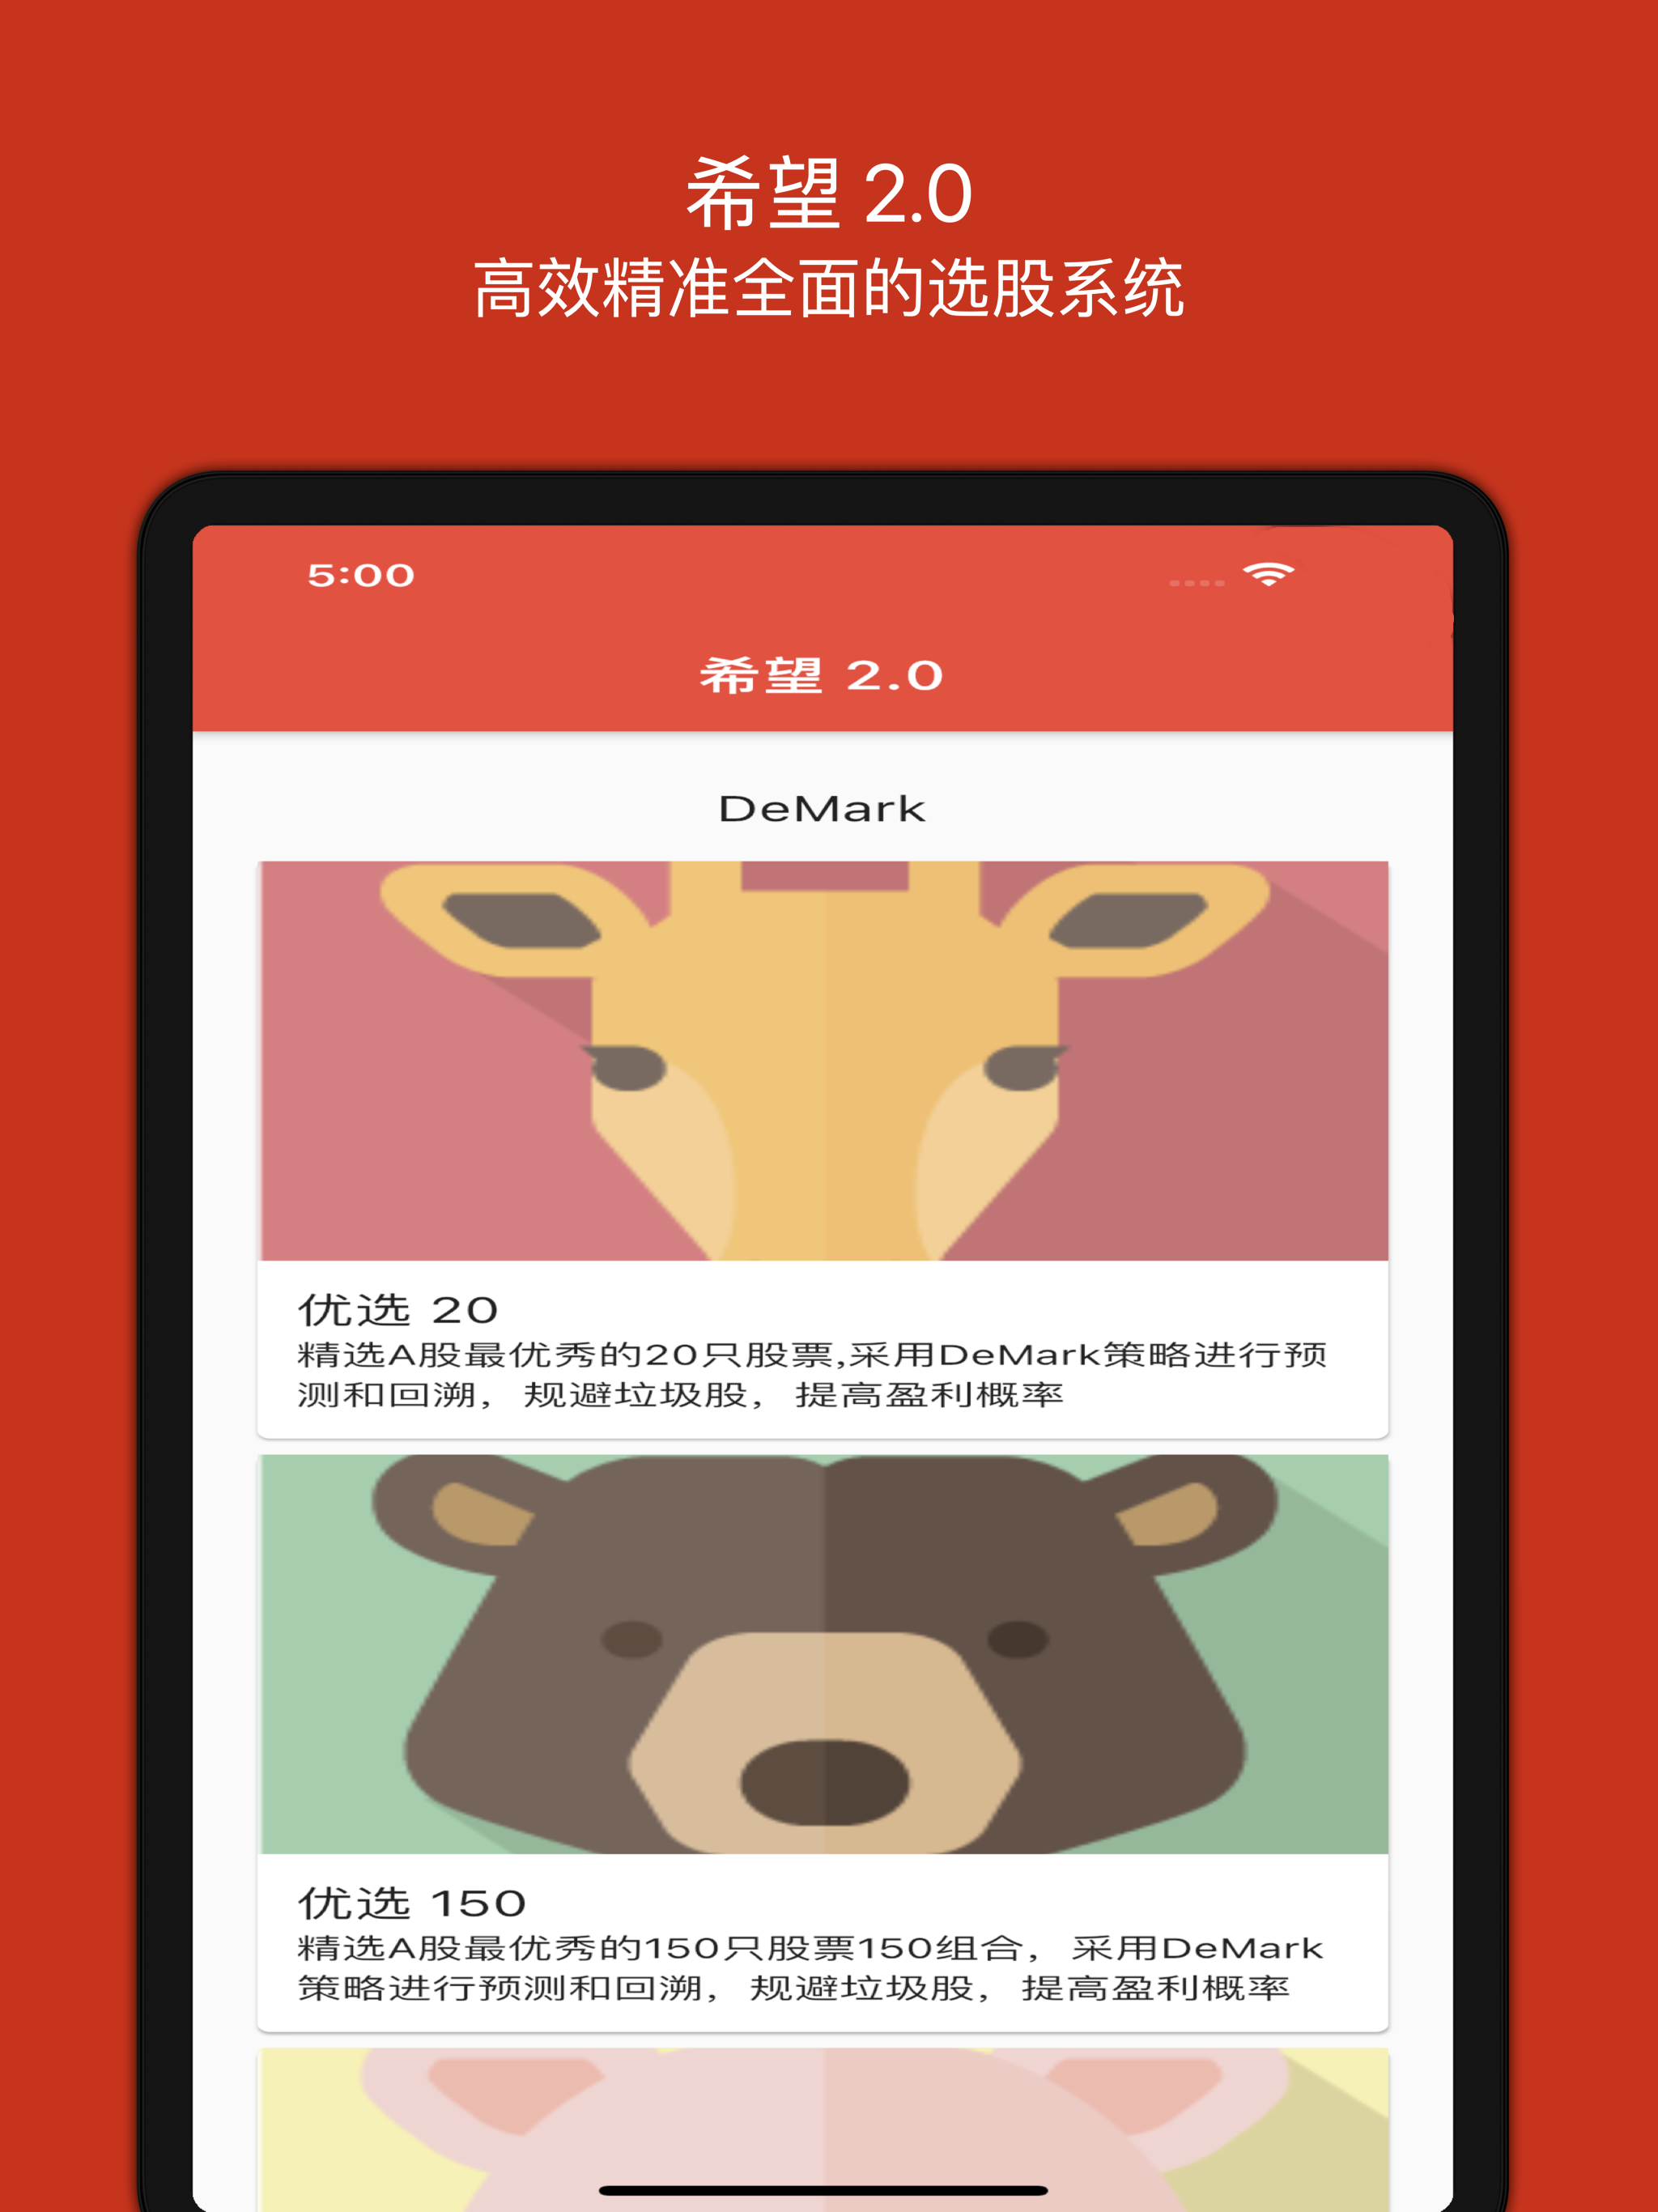 希望 2.0
高效精准全面的选股系统
5:00
希望 2.0
DeMark
优选 20
精选A股最优秀的20只股票,采用DeMark策略进行预
测和回溯，规避垃圾股，提高盈利概率
优选 150
精选A股最优秀的150只股票150组合，采用DeMark
策略进行预测和回溯，规避垃圾股，提高盈利概率